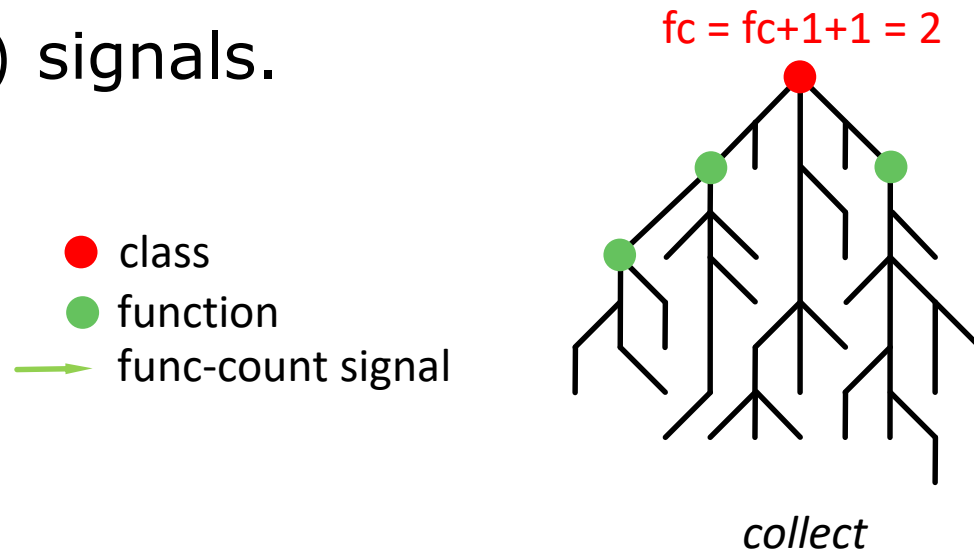 ) signals.
fc = fc+1+1 = 2
class
function
func-count signal
collect